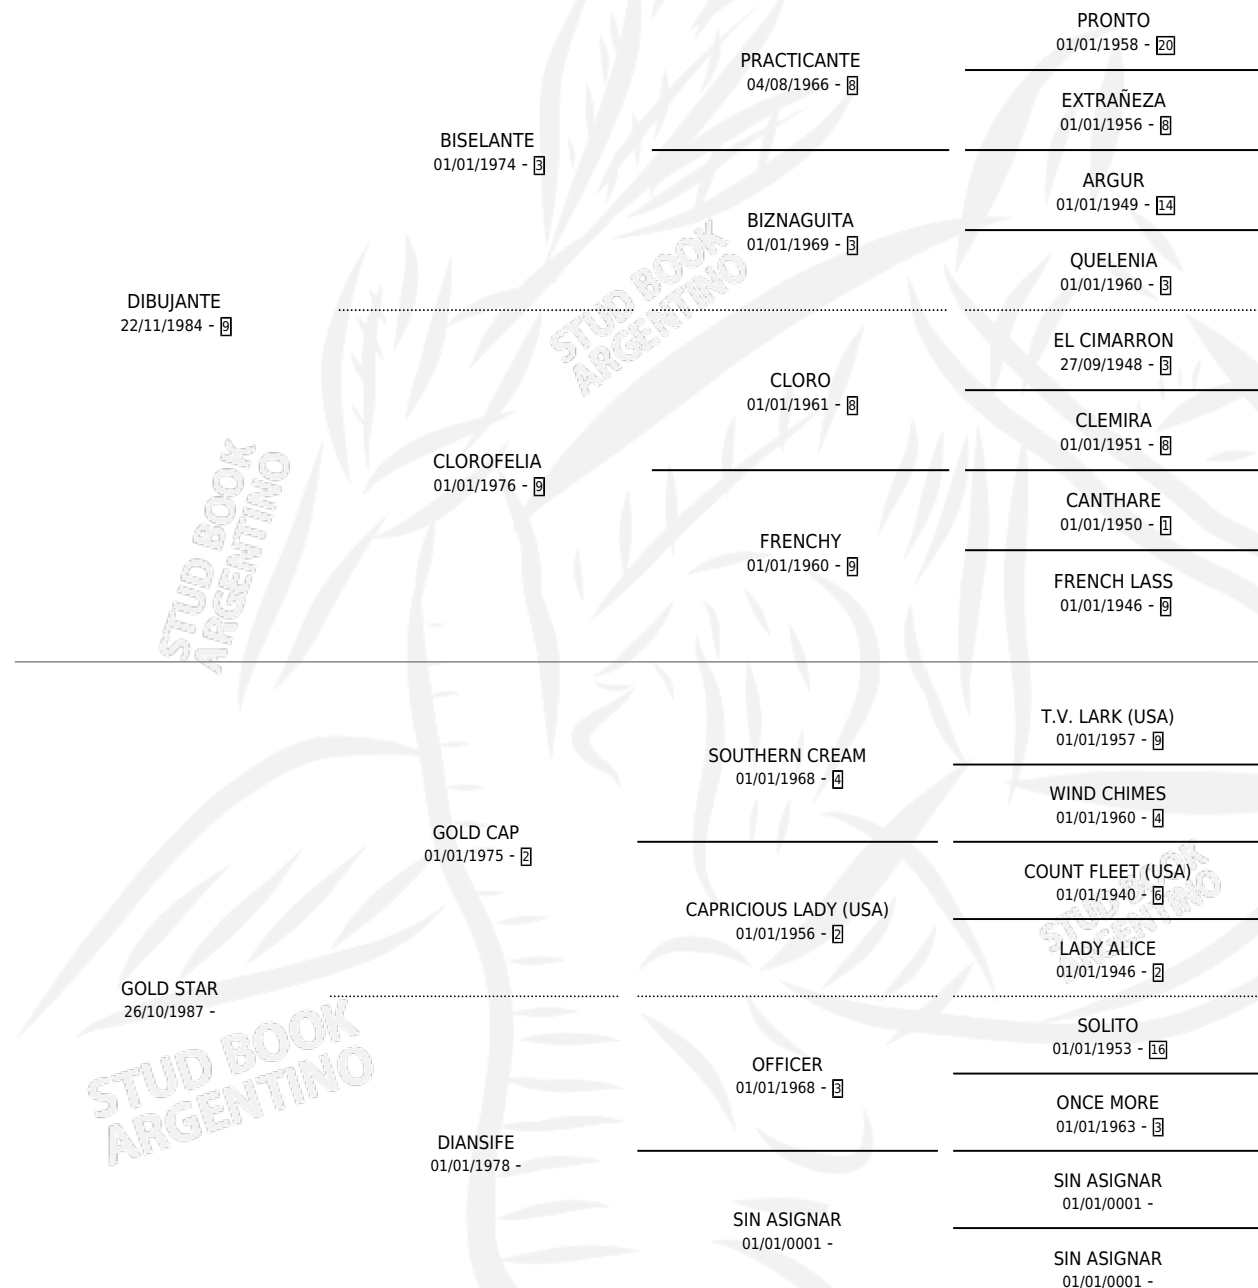 PRONTO
01/01/1958 - 20
PRACTICANTE
04/08/1966 - 8
EXTRAÑEZA
01/01/1956 - 8
BISELANTE
01/01/1974 - 3
ARGUR
01/01/1949 - 14
BIZNAGUITA
01/01/1969 - 3
QUELENIA
01/01/1960 - 3
DIBUJANTE
22/11/1984 - 9
EL CIMARRON
27/09/1948 - 3
CLORO
01/01/1961 - 8
CLEMIRA
01/01/1951 - 8
CLOROFELIA
01/01/1976 - 9
CANTHARE
01/01/1950 - 1
FRENCHY
01/01/1960 - 9
FRENCH LASS
01/01/1946 - 9
T.V. LARK (USA)
01/01/1957 - 9
SOUTHERN CREAM
01/01/1968 - 4
WIND CHIMES
01/01/1960 - 4
GOLD CAP
01/01/1975 - 2
COUNT FLEET (USA)
01/01/1940 - 6
CAPRICIOUS LADY (USA)
01/01/1956 - 2
LADY ALICE
01/01/1946 - 2
GOLD STAR
26/10/1987 -
SOLITO
01/01/1953 - 16
OFFICER
01/01/1968 - 3
ONCE MORE
01/01/1963 - 3
DIANSIFE
01/01/1978 -
SIN ASIGNAR
01/01/0001 -
SIN ASIGNAR
01/01/0001 -
SIN ASIGNAR
01/01/0001 -
STUD BOOK
ARGENTINO
STUD BOOK
ARGENTINO
STUD BOOK
ARGENTINO
STUD BOOK
ARGENTINO